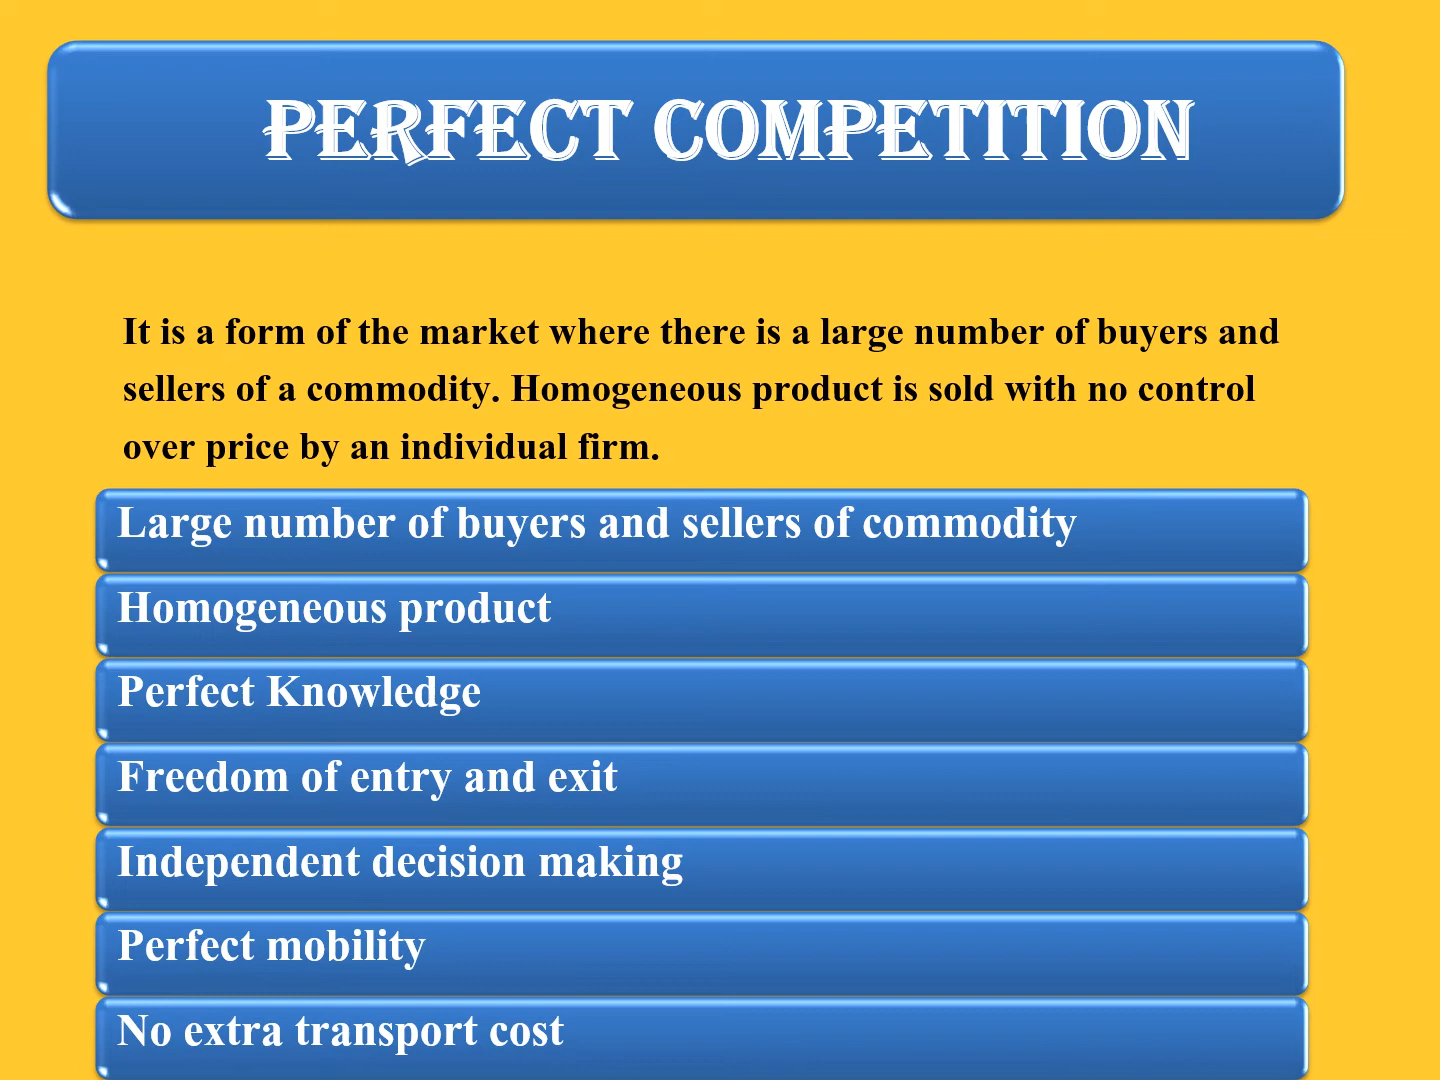 PERFECT COMPETITION
It is a form of the market where there is a large number of buyers and
sellers of a commodity. Homogeneous product is sold with no control
over price by an individual firm.
Large number of buyers and sellers of commodity
Homogeneous product
Perfect Knowledge
Freedom of entry and exit
Independent decision making
Perfect mobility
No extra transport cost